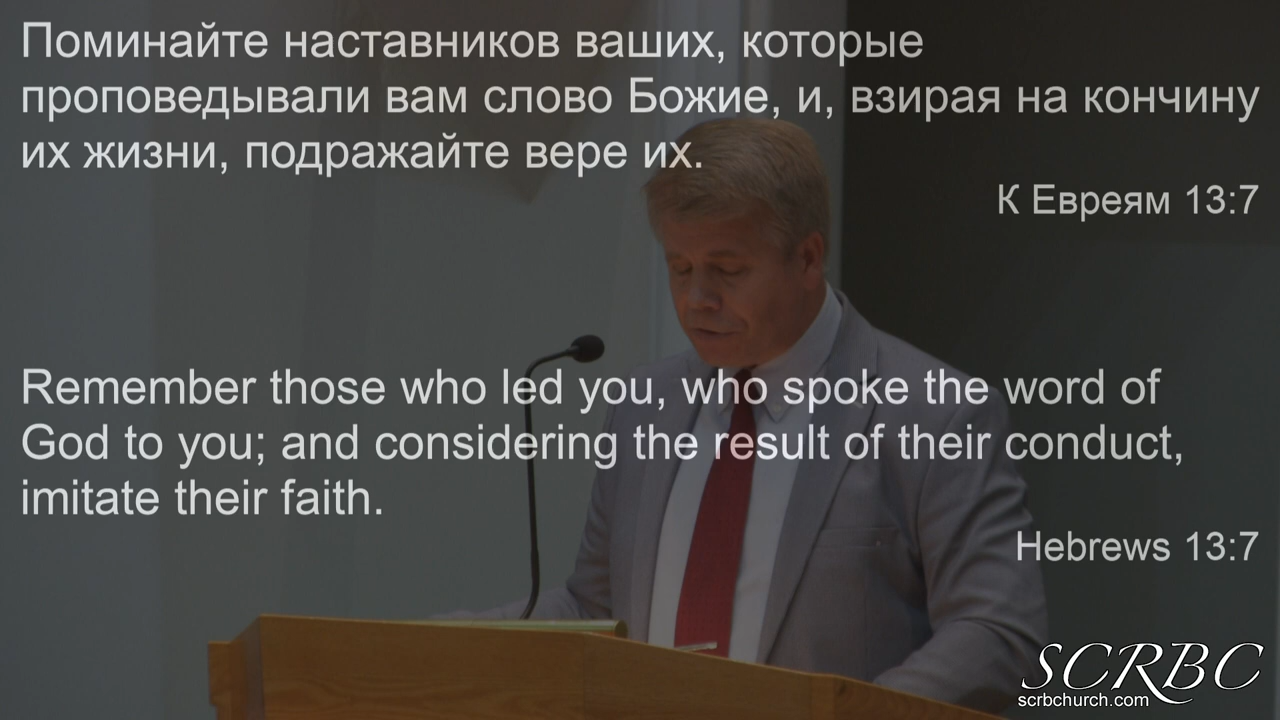 Поминайте наставников ваших, которые
проповедывали вам слово Божие, и, взирая на кончину
их жизни, подражайте вере их.
К Евреям 13:7
Remember those who led you, who spoke the word of
God to you; and considering the result of their conduct,
imitate their faith.
Hebrews 13:7
SCRBC
scrbchurch.com